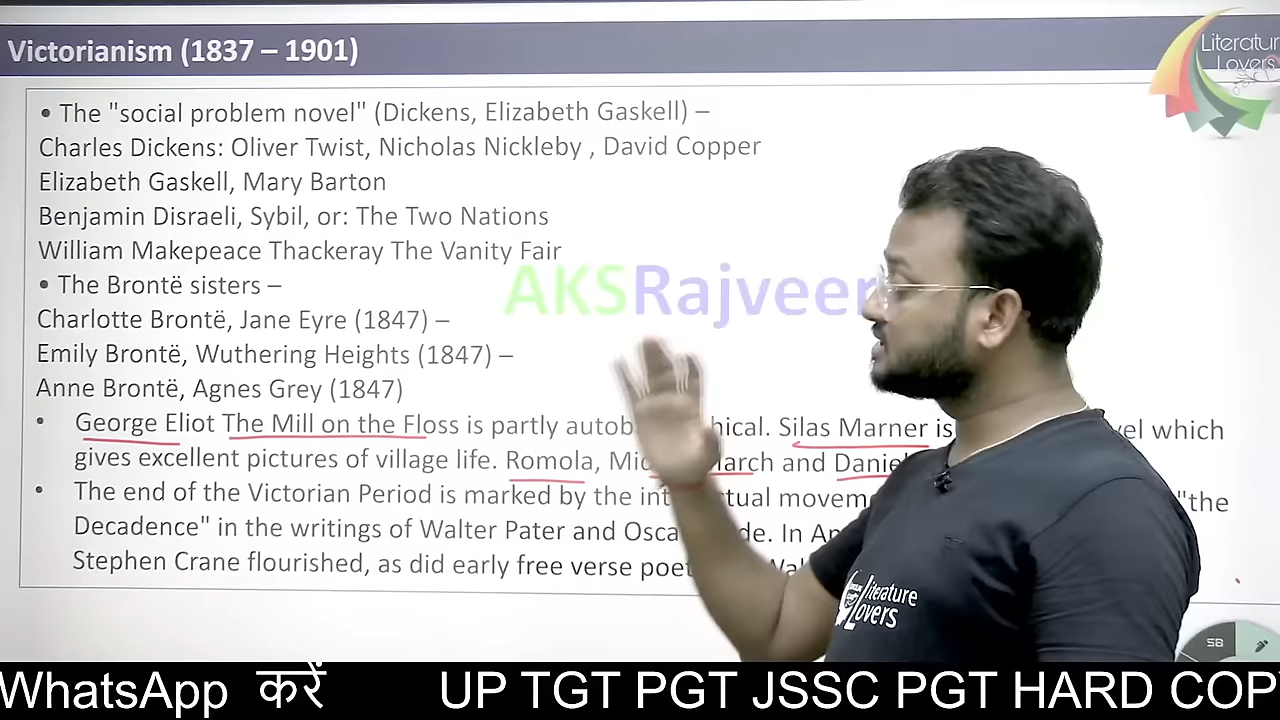 Victorianism (1837 – 1901)
Literatur
Lovers
• The "social problem novel" (Dickens, Elizabeth Gaskell) –
Charles Dickens: Oliver Twist, Nicholas Nickleby , David Copper
Elizabeth Gaskell, Mary Barton
Benjamin Disraeli, Sybil, or: The Two Nations
William Makepeace Thackeray The Vanity Fair
AKSRajveer
• The Brontë sisters –
Charlotte Brontë, Jane Eyre (1847) –
Emily Brontë, Wuthering Heights (1847) –
Anne Brontë, Agnes Grey (1847)
• George Eliot The Mill on the Floss is partly autob hical. Silas Marner is vel which
gives excellent pictures of village life. Romola, Mid arch and Daniel
• The end of the Victorian Period is marked by the int ctual movem "the
Decadence" in the writings of Walter Pater and Osca de. In Am
Stephen Crane flourished, as did early free verse poet Wal
Literature
Lovers
SB
WhatsApp करें UP TGT PGT JSSC PGT HARD COP